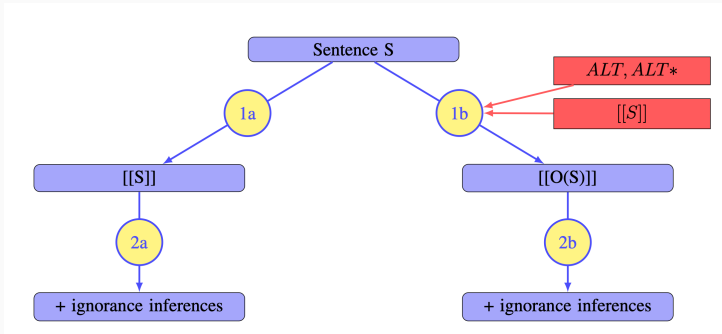 Sentence S
ALT, ALT*
1a
1b
[[S]]
[[S]]
[[O(S)]]
2a
2b
+ ignorance inferences
+ ignorance inferences